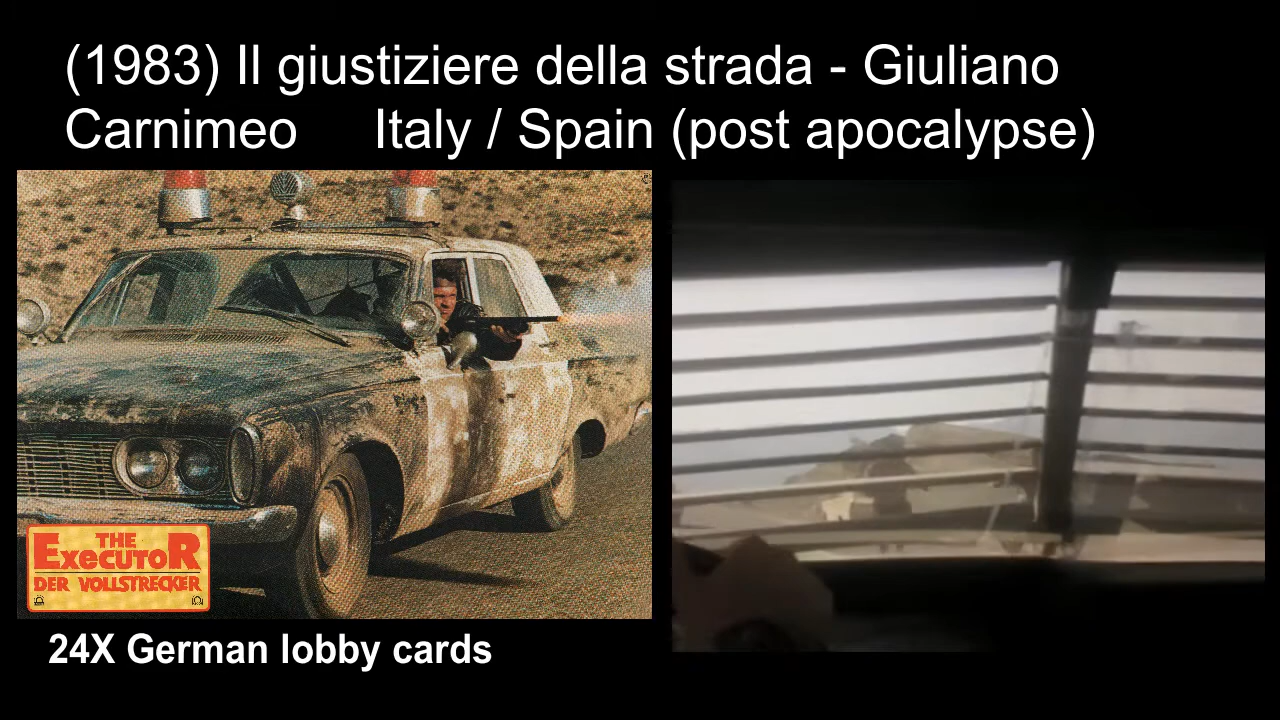 (1983) Il giustiziere della strada - Giuliano
Carnimeo Italy / Spain (post apocalypse)
THE
EXECUTOR
DER VOLLSTRECKER
24X German lobby cards